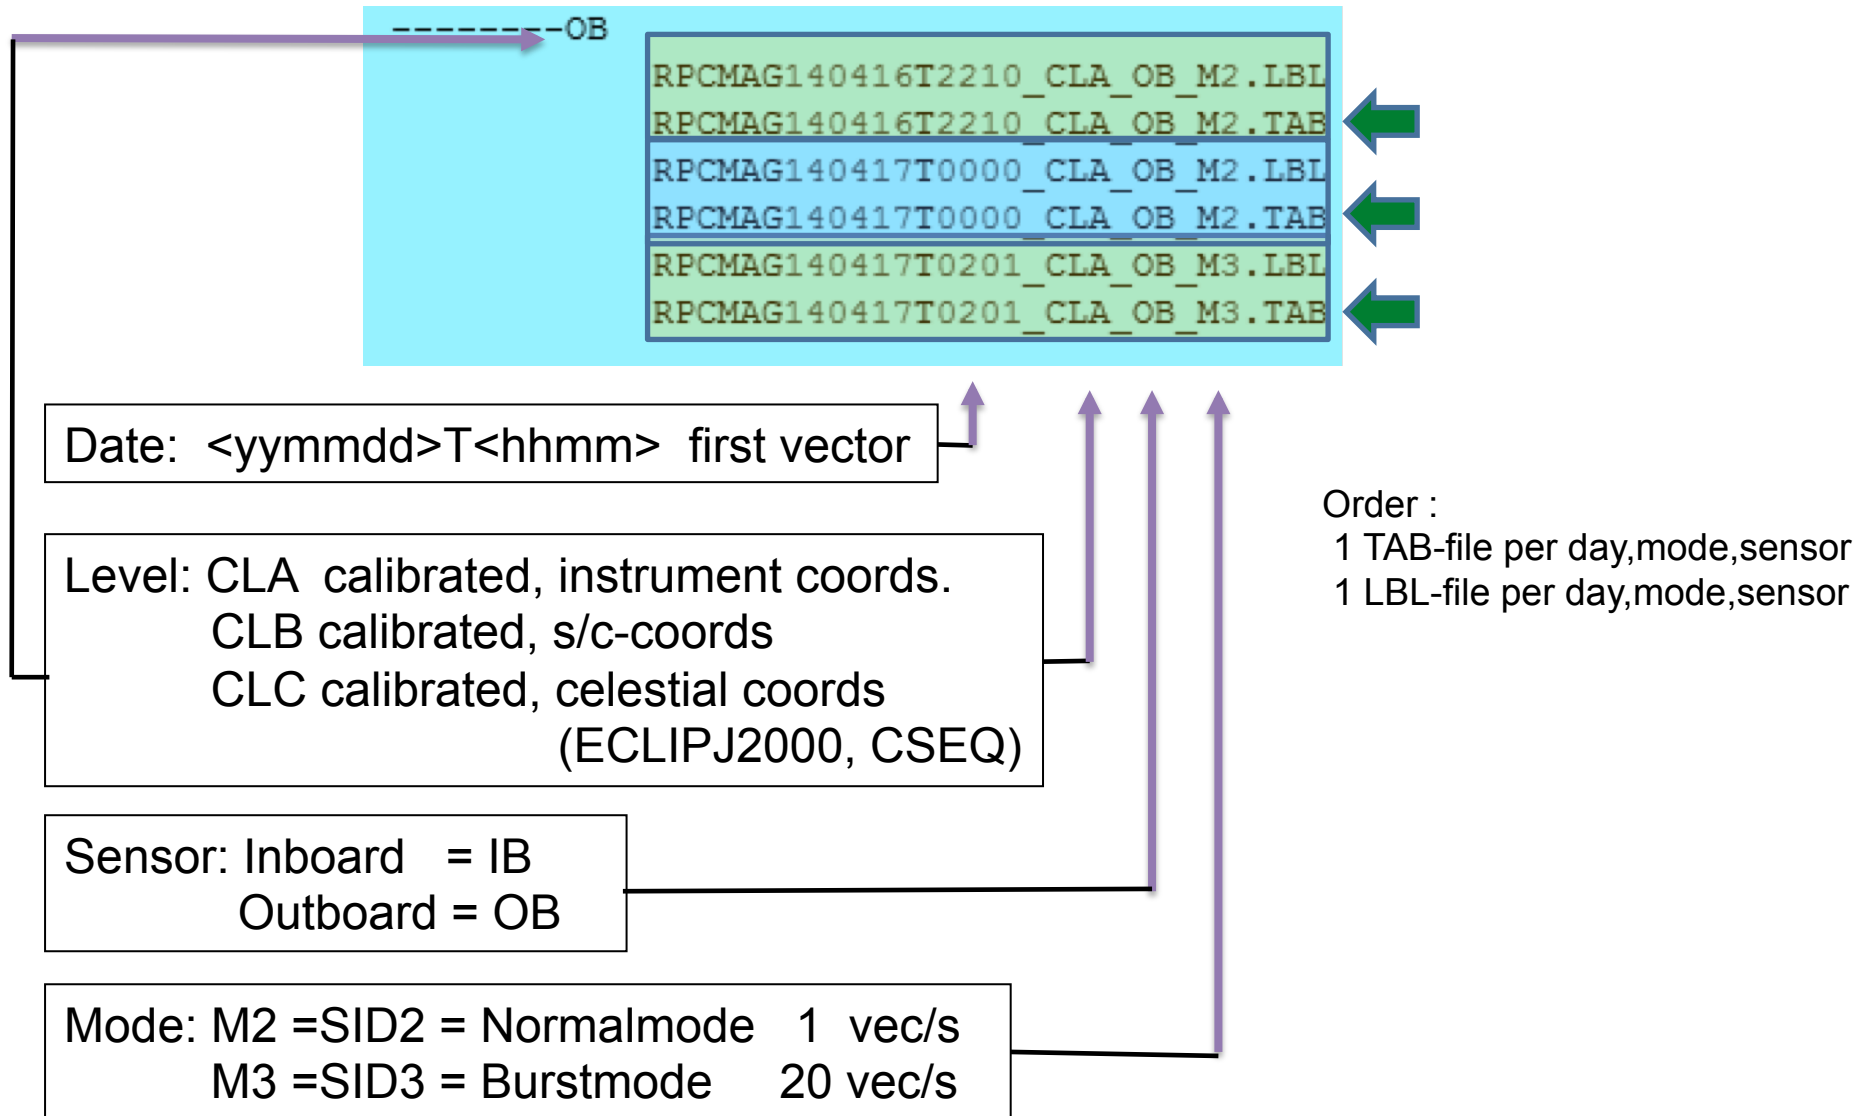 --------OB
RPCMAG140416T2210_CLA_OB_M2.LBL
RPCMAG140416T2210_CLA_OB_M2.TAB
RPCMAG140417T0000_CLA_OB_M2.LBL
RPCMAG140417T0000_CLA_OB_M2.TAB
RPCMAG140417T0201_CLA_OB_M3.LBL
RPCMAG140417T0201_CLA_OB_M3.TAB
Date: <yymmdd>T<hhmm> first vector
Level: CLA calibrated, instrument coords.
CLB calibrated, s/c-coords
CLC calibrated, celestial coords
(ECLIPJ2000, CSEQ)
Sensor: Inboard = IB
Outboard = OB
Mode: M2 =SID2 = Normalmode 1 vec/s
M3 =SID3 = Burstmode 20 vec/s
Order :
1 TAB-file per day,mode,sensor
1 LBL-file per day,mode,sensor